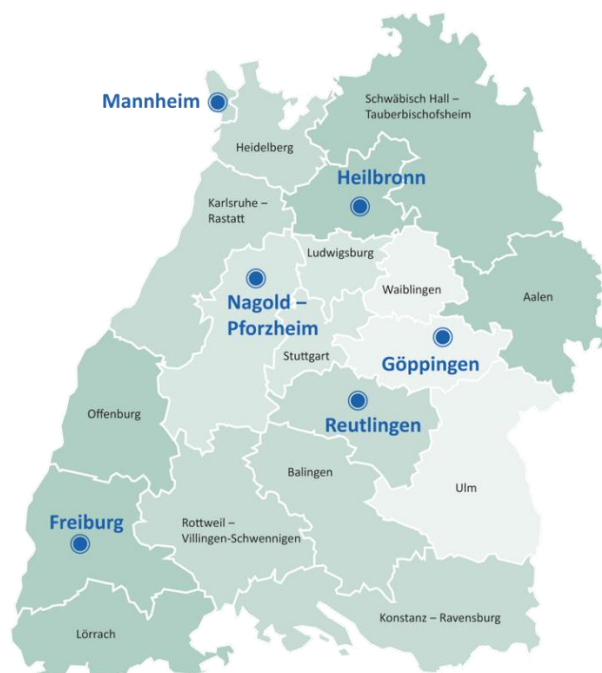 Mannheim
Schwäbisch Hall –
Tauberbischofsheim
Heidelberg
Heilbronn
Karlsruhe –
Rastatt
Ludwigsburg
Waiblingen
Aalen
Nagold –
Pforzheim
Stuttgart
Göppingen
Offenburg
Reutlingen
Balingen
Ulm
Freiburg
Rottweil –
Villingen-Schwennigen
Konstanz – Ravensburg
Lörrach